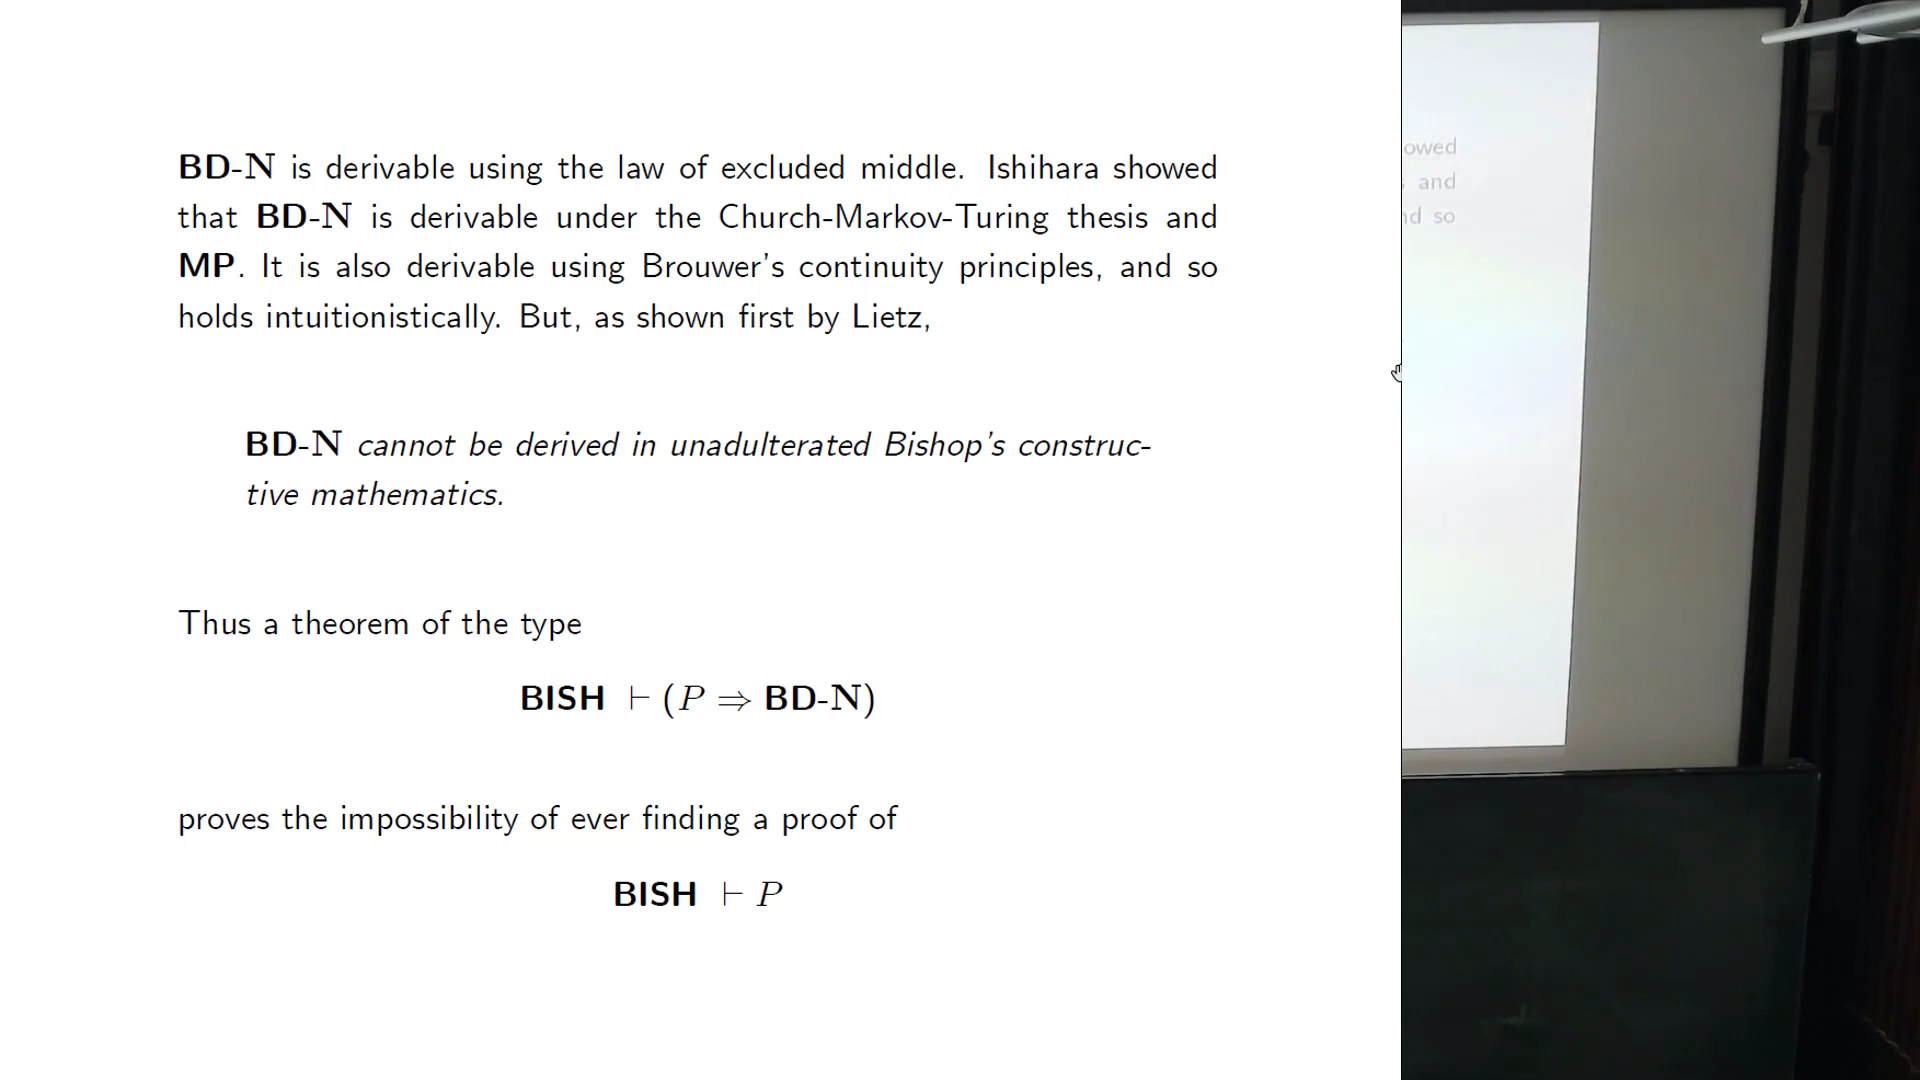 BD-N is derivable using the law of excluded middle. Ishihara showed
that BD-N is derivable under the Church-Markov-Turing thesis and
MP. It is also derivable using Brouwer's continuity principles, and so
holds intuitionistically. But, as shown first by Lietz,
BD-N cannot be derived in unadulterated Bishop's construc-
tive mathematics.
Thus a theorem of the type
BISH ⊢ (P ⇒ BD-N)
proves the impossibility of ever finding a proof of
BISH ⊢ P
owed
and
nd so